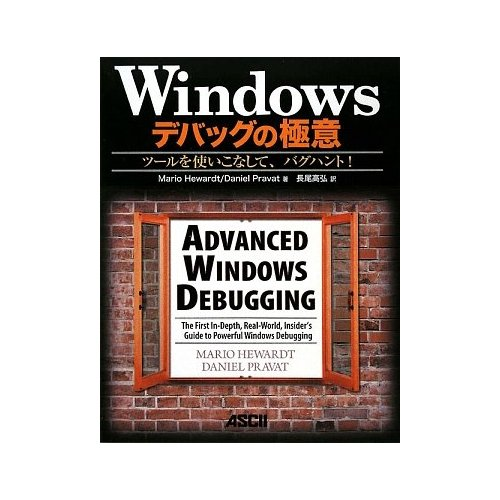 Windows
デバッグの極意
ツールを使いこなして、バグハント!
Mario Hewardt/Daniel Pravat 著 長尾高弘 訳
ADVANCED
WINDOWS
DEBUGGING
The First In-Depth, Real-World, Insider's
Guide to Powerful Windows Debugging
MARIO HEWARDT
DANIEL PRAVAT
ASCII